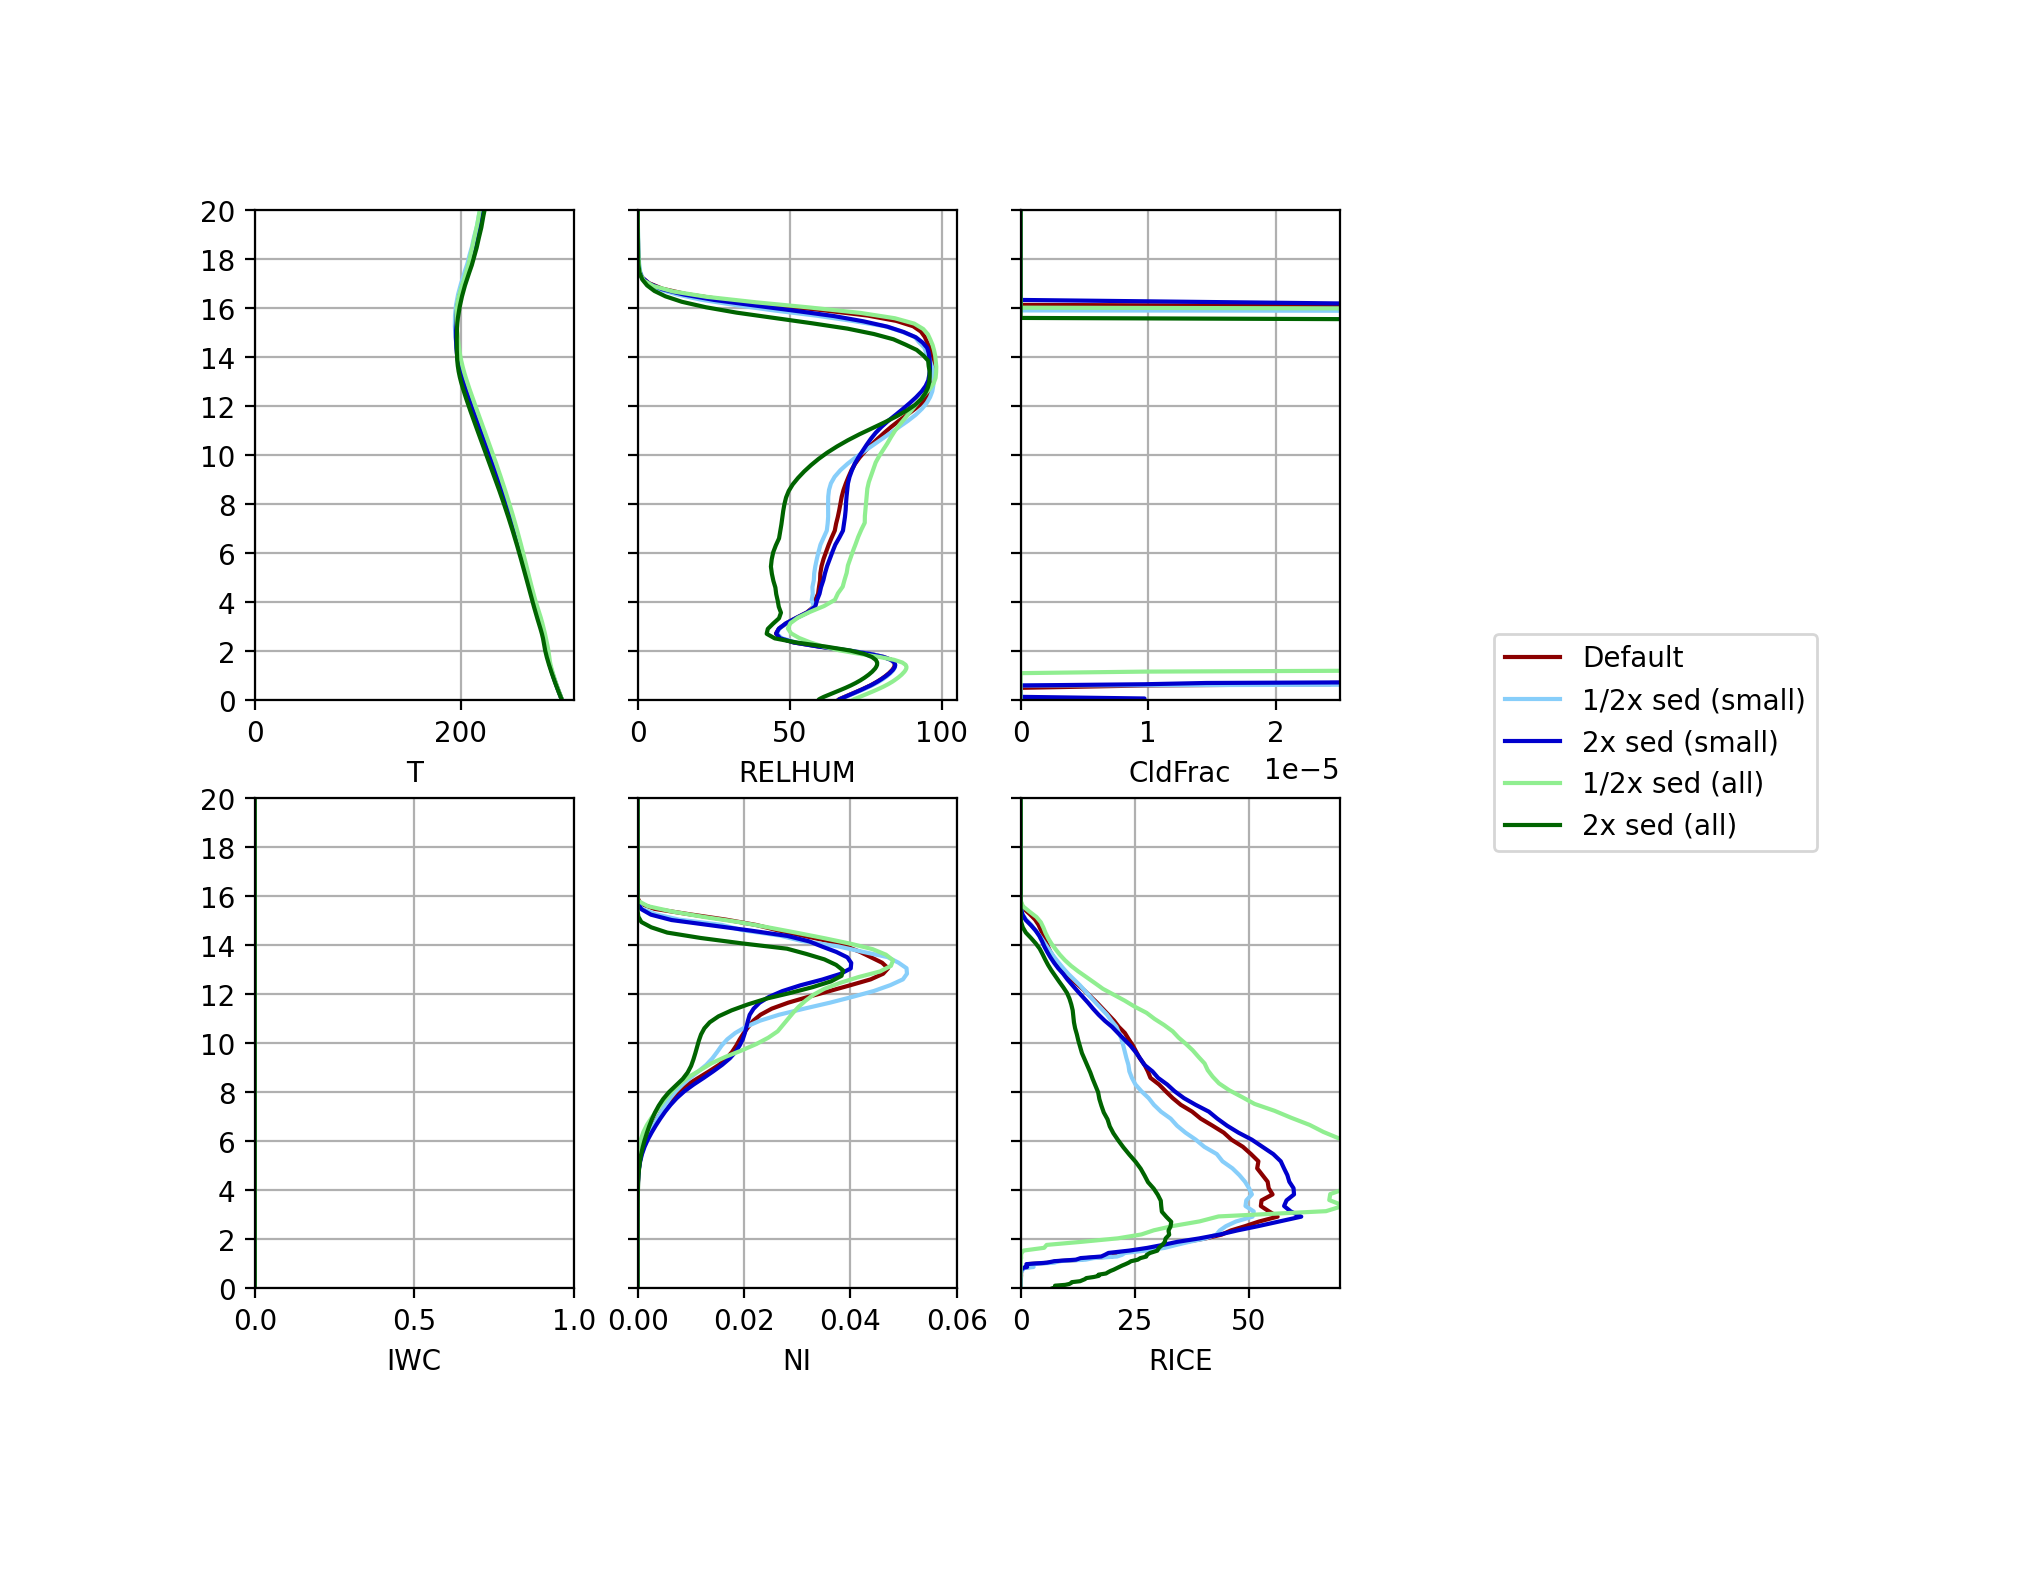 20
18
16
14
12
10
8
6
4
2
0
0 200
0 50 100
0 1 2
1e−5
T
RELHUM
CldFrac
Default
1/2x sed (small)
2x sed (small)
1/2x sed (all)
2x sed (all)
20
18
16
14
12
10
8
6
4
2
0
0.0 0.5 1.0
0.00 0.02 0.04 0.06
0 25 50
IWC
NI
RICE